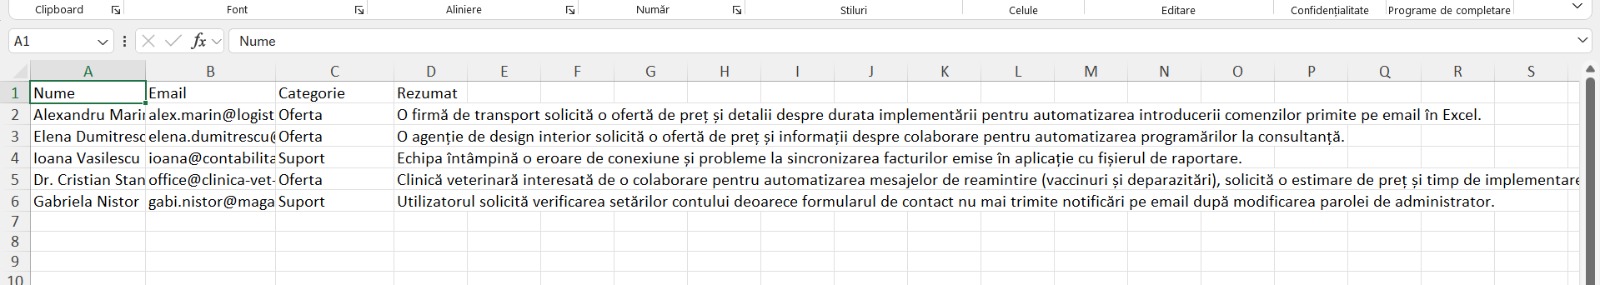 Clipboard Font Aliniere Număr Stiluri Celule Editare Confidențialitate Programe de completare
A1 fx Nume
A B C D E F G H I J K L M N O P Q R S
1 Nume Email Categorie Rezumat
2 Alexandru Marin alex.marin@logist Oferta O firmă de transport solicită o ofertă de preț și detalii despre durata implementării pentru automatizarea introducerii comenzilor primite pe email în Excel.
3 Elena Dumitresc elena.dumitrescu@ Oferta O agenție de design interior solicită o ofertă de preț și informații despre colaborare pentru automatizarea programărilor la consultanță.
4 Ioana Vasilescu ioana@contabilita Suport Echipa întâmpină o eroare de conexiune și probleme la sincronizarea facturilor emise în aplicație cu fișierul de raportare.
5 Dr. Cristian Stan office@clinica-vet- Oferta Clinică veterinară interesată de o colaborare pentru automatizarea mesajelor de reamintire (vaccinuri și deparazitări), solicită o estimare de preț și timp de implementare
6 Gabriela Nistor gabi.nistor@maga Suport Utilizatorul solicită verificarea setărilor contului deoarece formularul de contact nu mai trimite notificări pe email după modificarea parolei de administrator.
7
8
9
10